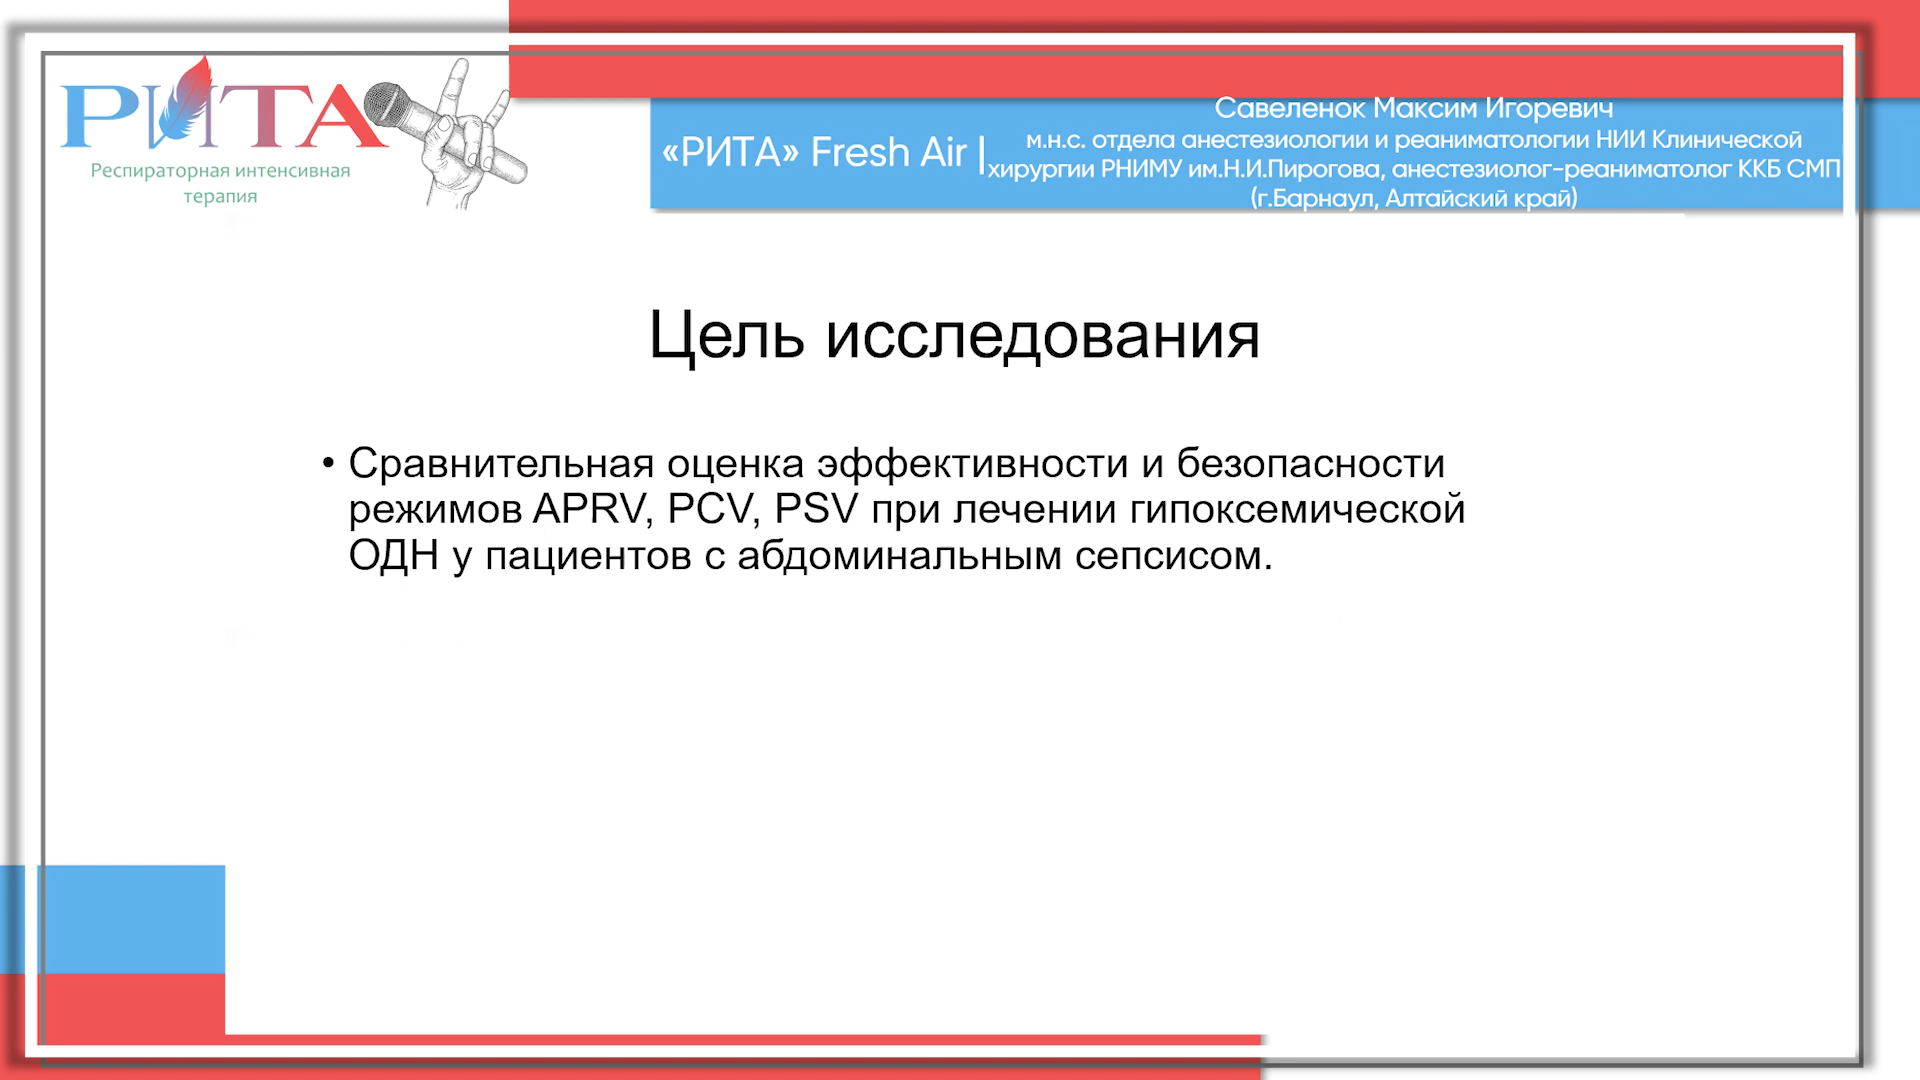 РИТА
Респираторная интенсивная
терапия
«РИТА» Fresh Air |
Савеленок Максим Игоревич
м.н.с. отдела анестезиологии и реаниматологии НИИ Клинической
хирургии РНИМУ им.Н.И.Пирогова, анестезиолог-реаниматолог ККБ СМП
(г.Барнаул, Алтайский край)
Цель исследования
• Сравнительная оценка эффективности и безопасности
режимов APRV, PCV, PSV при лечении гипоксемической
ОДН у пациентов с абдоминальным сепсисом.